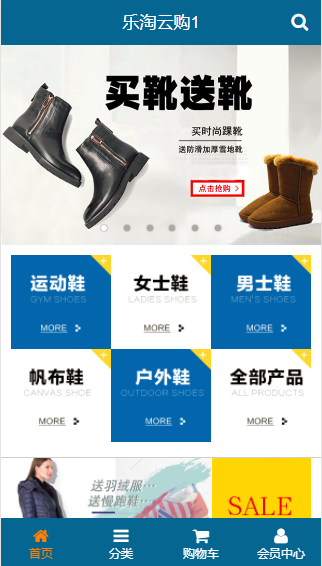 乐淘云购1
买靴送靴
买时尚踝靴
送防滑加厚雪地靴
点击抢购 >
运动鞋
GYM SHOES
MORE
女士鞋
LADIES SHOES
MORE
男士鞋
MEN'S SHOES
MORE
帆布鞋
CANVAS SHOE
MORE
户外鞋
OUTDOOR SHOES
MORE
全部产品
ALL PRODUCTS
MORE
送羽绒服…
送慢跑鞋…
SALE
首页
分类
购物车
会员中心